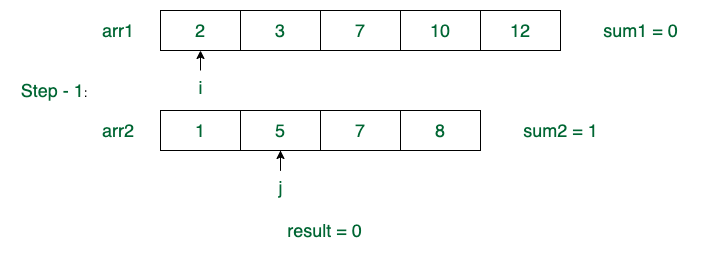 arr1 2 3 7 10 12 sum1 = 0
i
Step - 1:
arr2 1 5 7 8 sum2 = 1
j
result = 0